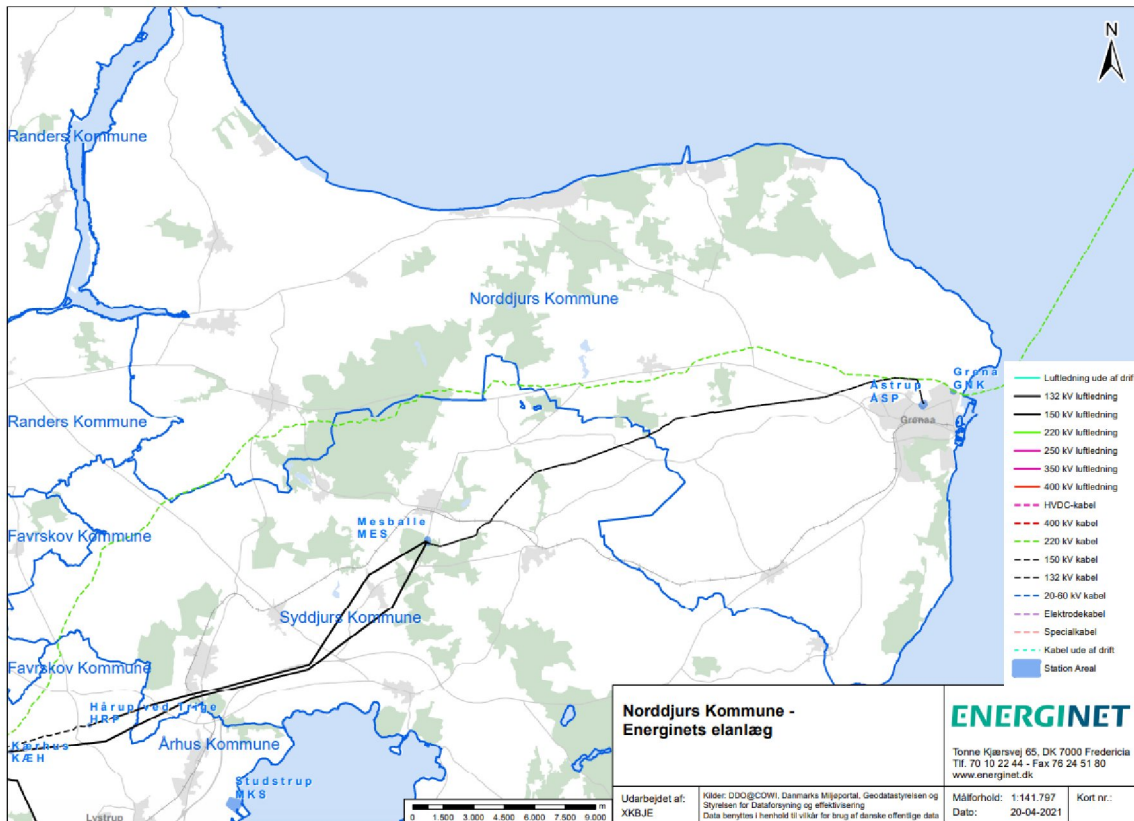 N
Randers Kommune
Norddjurs Kommune
Grenå
GNK
Åstrup
ÅSP
Grenaa
Randers Kommune
Favrskov Kommune
Mesballe
MES
Syddjurs Kommune
Favrskov Kommune
Hårup ved Trige
HRP
Kærhus
KÆH
Århus Kommune
Studstrup
MKS
Lystrup
m
0 1.500 3.000 4.500 6.000 7.500 9.000
Luftledning ude af drift
132 kV luftledning
150 kV luftledning
220 kV luftledning
250 kV luftledning
350 kV luftledning
400 kV luftledning
HVDC-kabel
400 kV kabel
220 kV kabel
150 kV kabel
132 kV kabel
20-60 kV kabel
Elektrodekabel
Specialkabel
Kabel ude af drift
Station Areal
Norddjurs Kommune -
Energinets elanlæg
ENERGINET
Tonne Kjærsvej 65, DK 7000 Fredericia
Tlf. 70 10 22 44 - Fax 76 24 51 80
www.energinet.dk
Udarbejdet af:
XKBJE
Kilder: DDO@COWI, Danmarks Miljøportal, Geodatastyrelsen og
Styrelsen for Dataforsyning og effektivisering
Data benyttes i henhold til vilkår for brug af danske offentlige data
Målforhold: 1:141.797
Dato: 20-04-2021
Kort nr.: